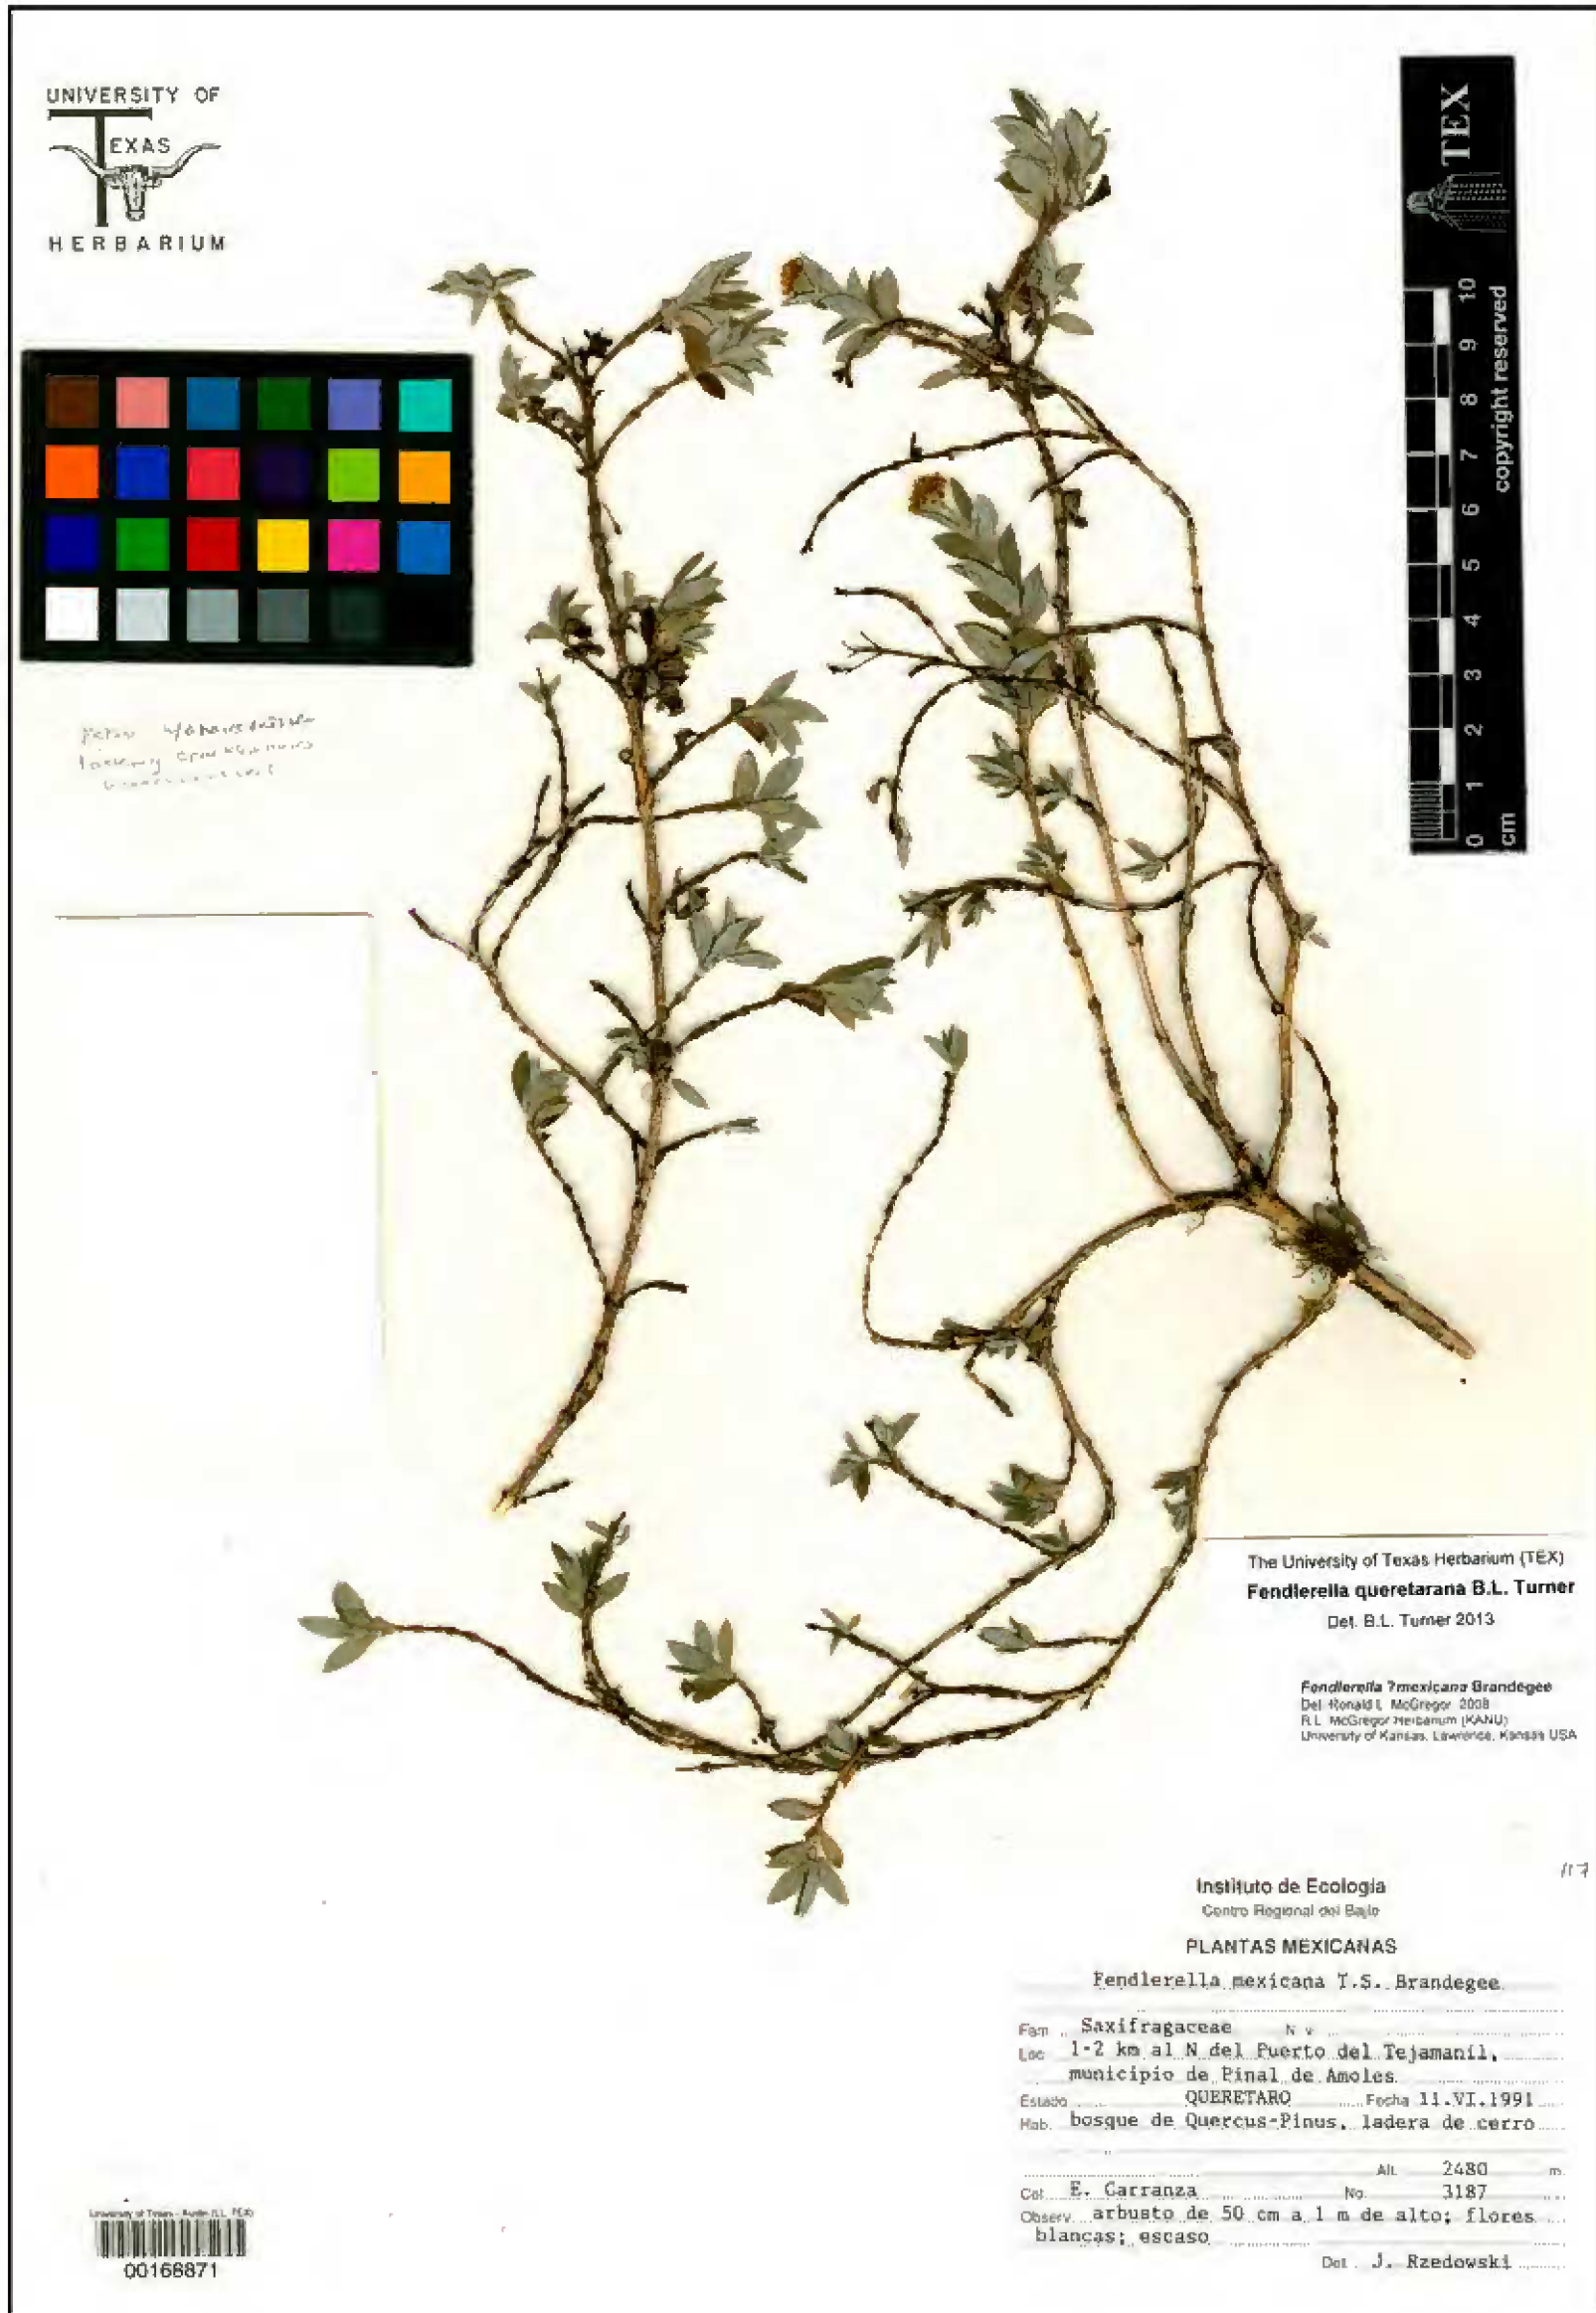 UNIVERSITY OF
TEXAS
HERBARIUM
TEX
copyright reserved
0 1 2 3 4 5 6 7 8 9 10
cm
The University of Texas Herbarium (TEX)
Fendlerella queretarana B.L. Turner
Det. B.L. Turner 2013
Fendlerella ?mexicana Brandegee
Det. Ronald L. McGregor 2008
R.L. McGregor Herbarium (KANU)
University of Kansas, Lawrence, Kansas USA
117
Instituto de Ecología
Centro Regional del Bajío
PLANTAS MEXICANAS
Fendlerella mexicana T.S. Brandegee
Fam. Saxifragaceae N.v.
Loc. 1-2 km al N del Puerto del Tejamanil,
municipio de Pinal de Amoles
Estado QUERETARO Fecha 11.VI.1991
Hab. bosque de Quercus-Pinus, ladera de cerro
Alt. 2480 m.
Col. E. Carranza No. 3187
Observ. arbusto de 50 cm a 1 m de alto; flores
blancas; escaso
Det. J. Rzedowski
00168871